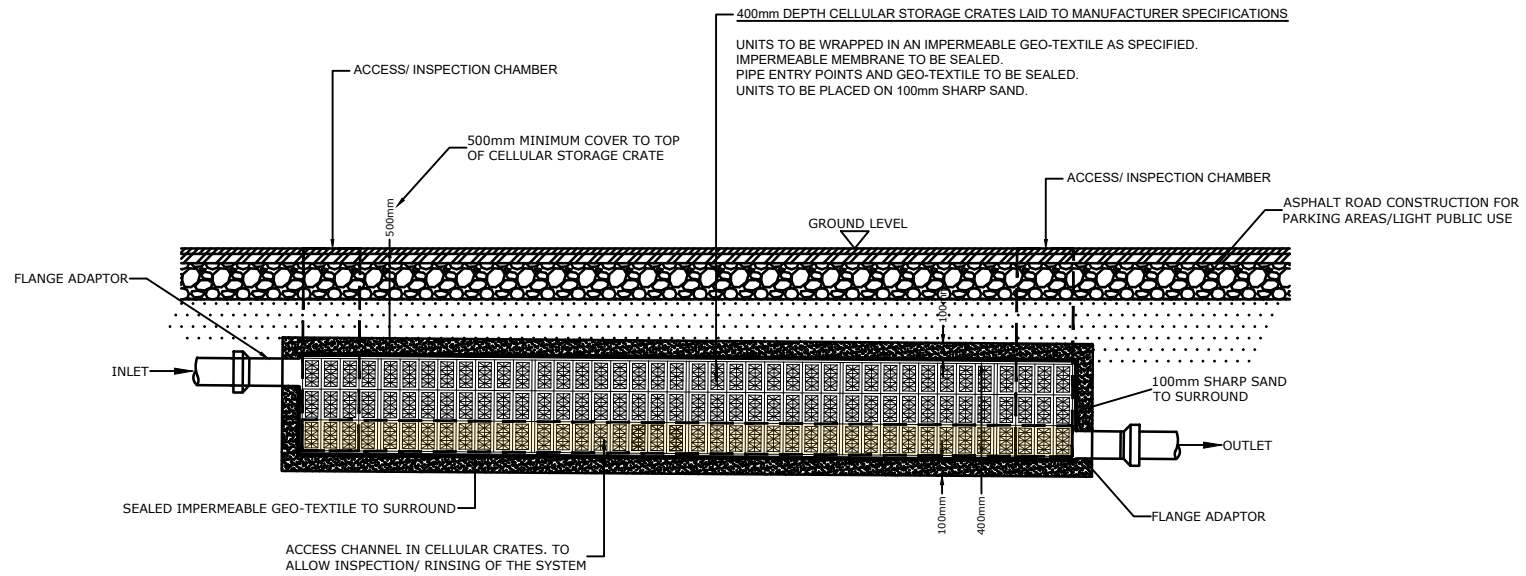 400mm DEPTH CELLULAR STORAGE CRATES LAID TO MANUFACTURER SPECIFICATIONS
UNITS TO BE WRAPPED IN AN IMPERMEABLE GEO-TEXTILE AS SPECIFIED.
IMPERMEABLE MEMBRANE TO BE SEALED.
PIPE ENTRY POINTS AND GEO-TEXTILE TO BE SEALED.
UNITS TO BE PLACED ON 100mm SHARP SAND.
ACCESS/ INSPECTION CHAMBER
500mm MINIMUM COVER TO TOP
OF CELLULAR STORAGE CRATE
ACCESS/ INSPECTION CHAMBER
ASPHALT ROAD CONSTRUCTION FOR
PARKING AREAS/LIGHT PUBLIC USE
500mm
GROUND LEVEL
FLANGE ADAPTOR
100mm
INLET
100mm SHARP SAND
TO SURROUND
OUTLET
SEALED IMPERMEABLE GEO-TEXTILE TO SURROUND
100mm
400mm
FLANGE ADAPTOR
ACCESS CHANNEL IN CELLULAR CRATES. TO
ALLOW INSPECTION/ RINSING OF THE SYSTEM